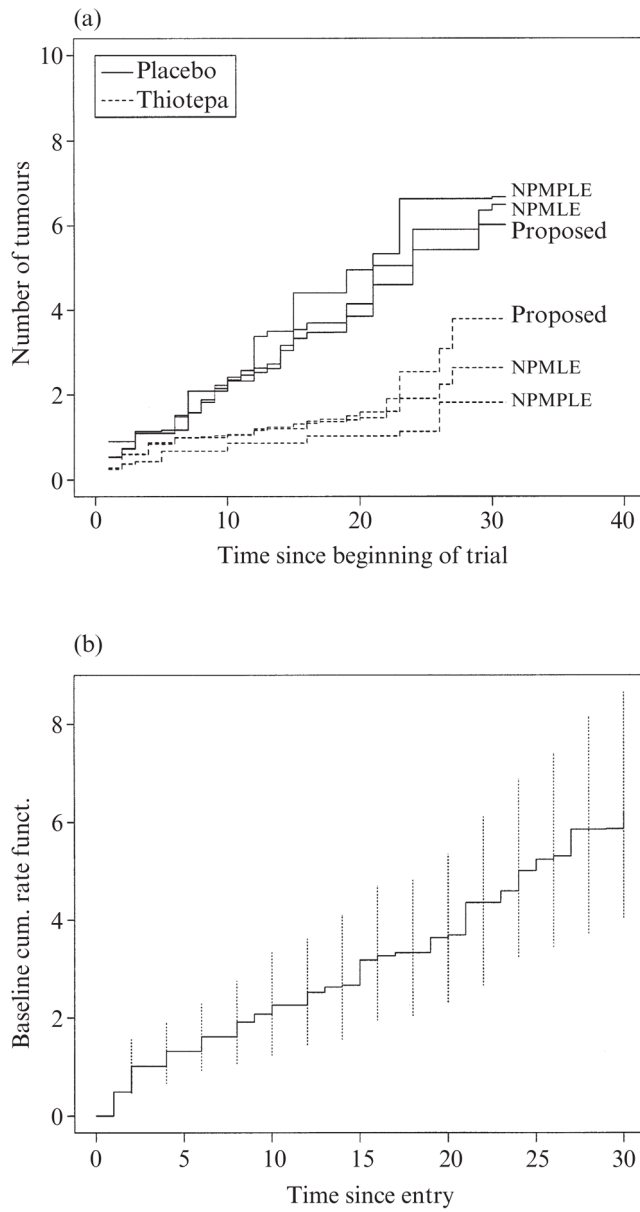 (a)
10
8
6
4
2
0
Number of tumours
Placebo
Thiotepa
NPMPLE
NPMLE
Proposed
Proposed
NPMLE
NPMPLE
0 10 20 30 40
Time since beginning of trial
(b)
8
6
4
2
0
Baseline cum. rate funct.
0 5 10 15 20 25 30
Time since entry